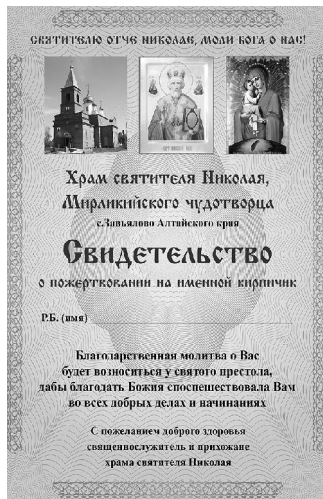 Святителю отче Николае, моли Бога о нас!
Храм святителя Николая,
Мирликийского чудотворца
с.Завьялово Алтайского края
Свидетельство
о пожертвовании на именной кирпичик
Р.Б. (имя)
Благодарственная молитва о Вас
будет возноситься у святого престола,
дабы благодать Божия споспешествовала Вам
во всех добрых делах и начинаниях
С пожеланием доброго здоровья
священнослужитель и прихожане
храма святителя Николая